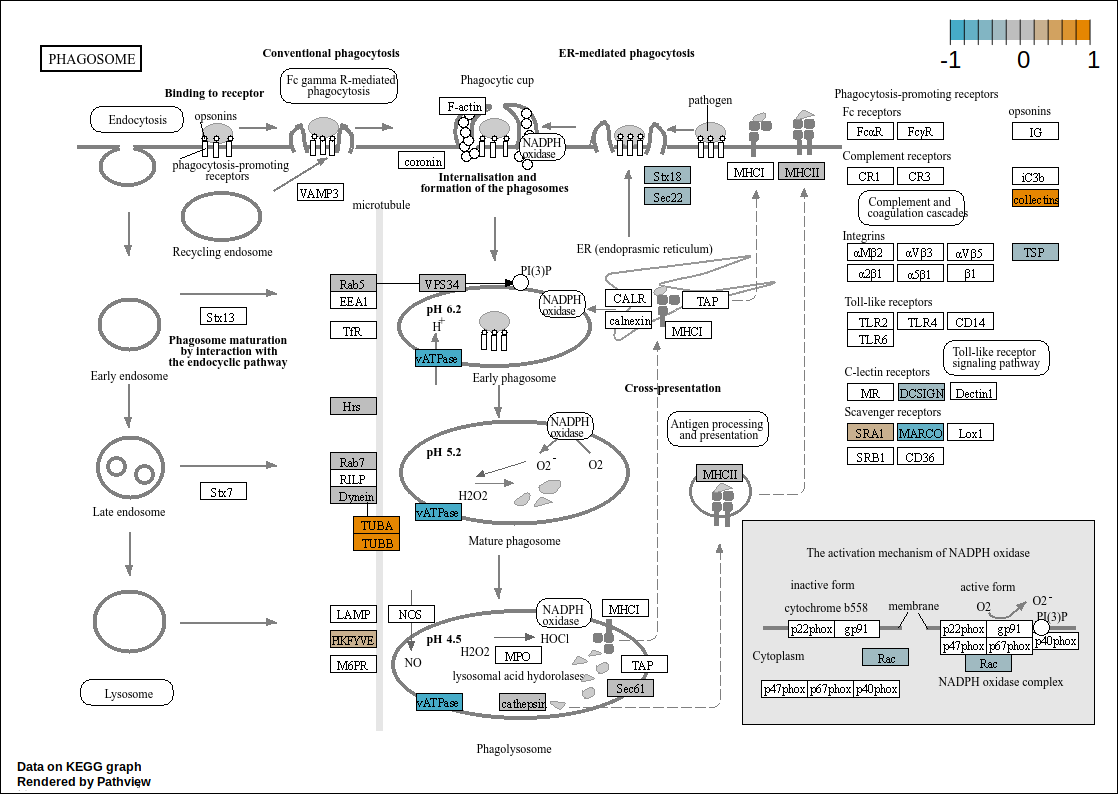 -1 0 1
PHAGOSOME
Conventional phagocytosis
ER-mediated phagocytosis
Fc gamma R-mediated
phagocytosis
Phagocytic cup
Binding to receptor
Endocytosis
opsonins
F-actin
pathogen
NADPH
oxidase
coronin
phagocytosis-promoting
receptors
Internalisation and
formation of the phagosomes
VAMP3
microtubule
Stx18
Sec22
MHCI
MHCII
Recycling endosome
ER (endoprasmic reticulum)
Phagocytosis-promoting receptors
Fc receptors
opsonins
FcαR
FcγR
IG
Complement receptors
CR1
CR3
iC3b
collectins
Complement and
coagulation cascades
Integrins
αMβ2
αVβ3
αVβ5
TSP
α2β1
α5β1
β1
Toll-like receptors
TLR2
TLR4
CD14
TLR6
Toll-like receptor
signaling pathway
C-lectin receptors
MR
DCSIGN
Dectin1
Scavenger receptors
SRA1
MARCO
Lox1
SRB1
CD36
Rab5
VPS34
PI(3)P
EEA1
TfR
Stx13
Phagosome maturation
by interaction with
the endocyclic pathway
pH 6.2
H+
vATPase
NADPH
oxidase
CALR
calnexin
TAP
MHCI
Early endosome
Early phagosome
Cross-presentation
Hrs
NADPH
oxidase
Antigen processing
and presentation
pH 5.2
O2-
O2
H2O2
Rab7
RILP
Dynein
Stx7
vATPase
MHCII
TUBA
TUBB
Late endosome
Mature phagosome
LAMP
NOS
NADPH
oxidase
MHCI
PIKFYVE
pH 4.5
HOCl
H2O2
MPO
NO
M6PR
lysosomal acid hydorolases
TAP
Sec61
vATPase
cathepsin
Lysosome
Phagolysosome
The activation mechanism of NADPH oxidase
inactive form
active form
cytochrome b558
membrane
O2
O2-
PI(3)P
p22phox
gp91
p22phox
gp91
p47phox
p67phox
p40phox
Cytoplasm
Rac
Rac
p47phox
p67phox
p40phox
NADPH oxidase complex
Data on KEGG graph
Rendered by Pathview